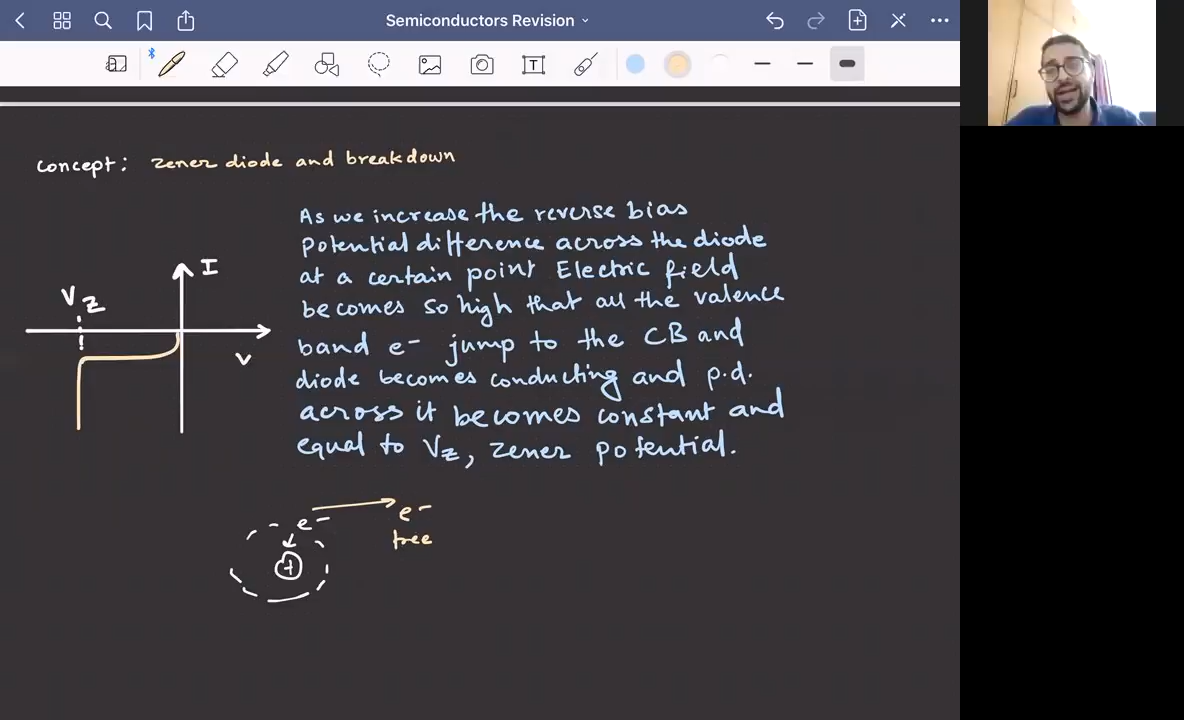 Semiconductors Revision
T
concept: zener diode and breakdown
As we increase the reverse bias
potential difference across the diode
at a certain point Electric field
becomes so high that all the valence
band e- jump to the CB and
diode becomes conducting and p.d.
across it becomes constant and
equal to Vz, zener potential.
I
Vz
V
e- e-
free
+